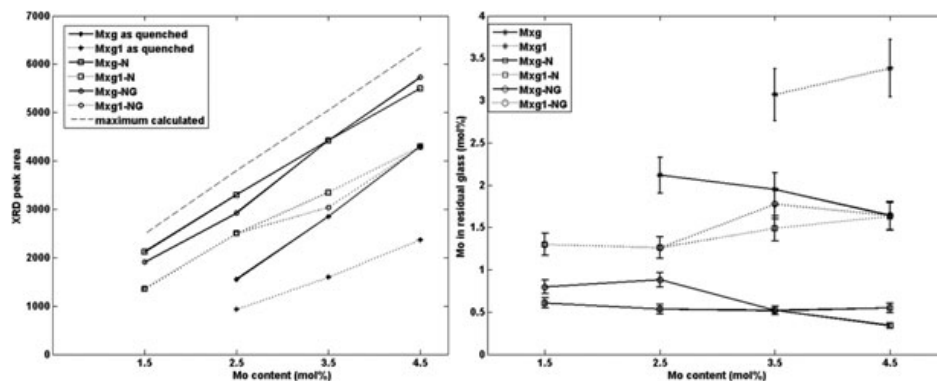 7000
6000
5000
4000
3000
2000
1000
0
XRD peak area
Mxg as quenched
Mxg1 as quenched
Mxg-N
Mxg1-N
Mxg-NG
Mxg1-NG
maximum calculated
1.5
2.5
3.5
4.5
Mo content (mol%)
4
3.5
3
2.5
2
1.5
1
0.5
0
Mo in residual glass (mol%)
Mxg
Mxg1
Mxg-N
Mxg1-N
Mxg-NG
Mxg1-NG
1.5
2.5
3.5
4.5
Mo content (mol%)